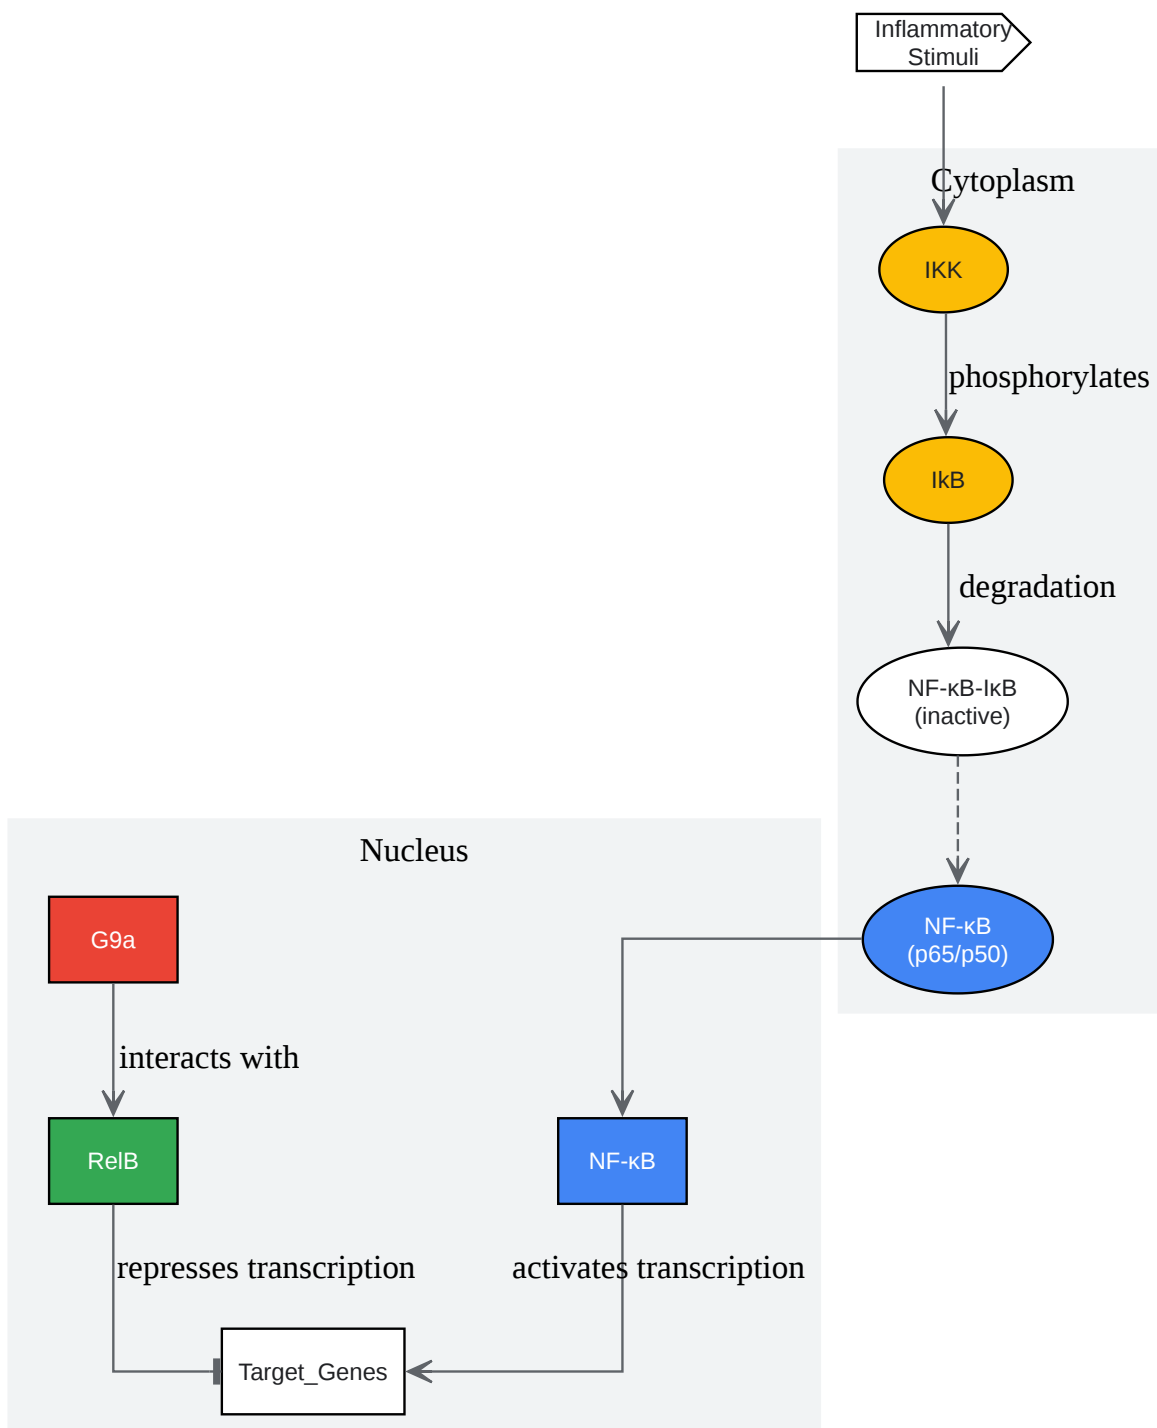 Inflammatory
Stimuli
Cytoplasm
IKK
phosphorylates
IkB
degradation
NF-κB-IκB
(inactive)
Nucleus
G9a
NF-κB
(p65/p50)
interacts with
RelB
NF-κB
represses transcription
activates transcription
Target_Genes